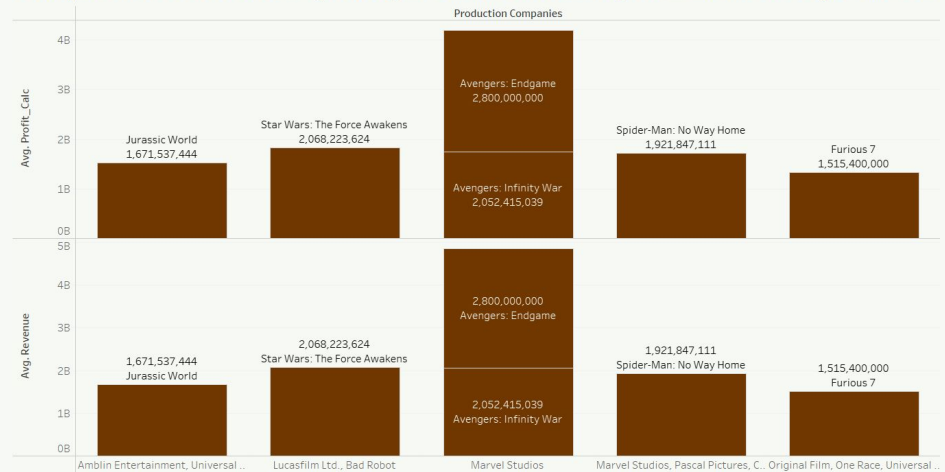 Production Companies
Avg. Profit_Calc
4B
3B
2B
1B
0B
Jurassic World
1,671,537,444
Star Wars: The Force Awakens
2,068,223,624
Avengers: Endgame
2,800,000,000
Avengers: Infinity War
2,052,415,039
Spider-Man: No Way Home
1,921,847,111
Furious 7
1,515,400,000
Avg. Revenue
5B
4B
3B
2B
1B
0B
1,671,537,444
Jurassic World
2,068,223,624
Star Wars: The Force Awakens
2,800,000,000
Avengers: Endgame
2,052,415,039
Avengers: Infinity War
1,921,847,111
Spider-Man: No Way Home
1,515,400,000
Furious 7
Amblin Entertainment, Universal ..
Lucasfilm Ltd., Bad Robot
Marvel Studios
Marvel Studios, Pascal Pictures, C..
Original Film, One Race, Universal ..